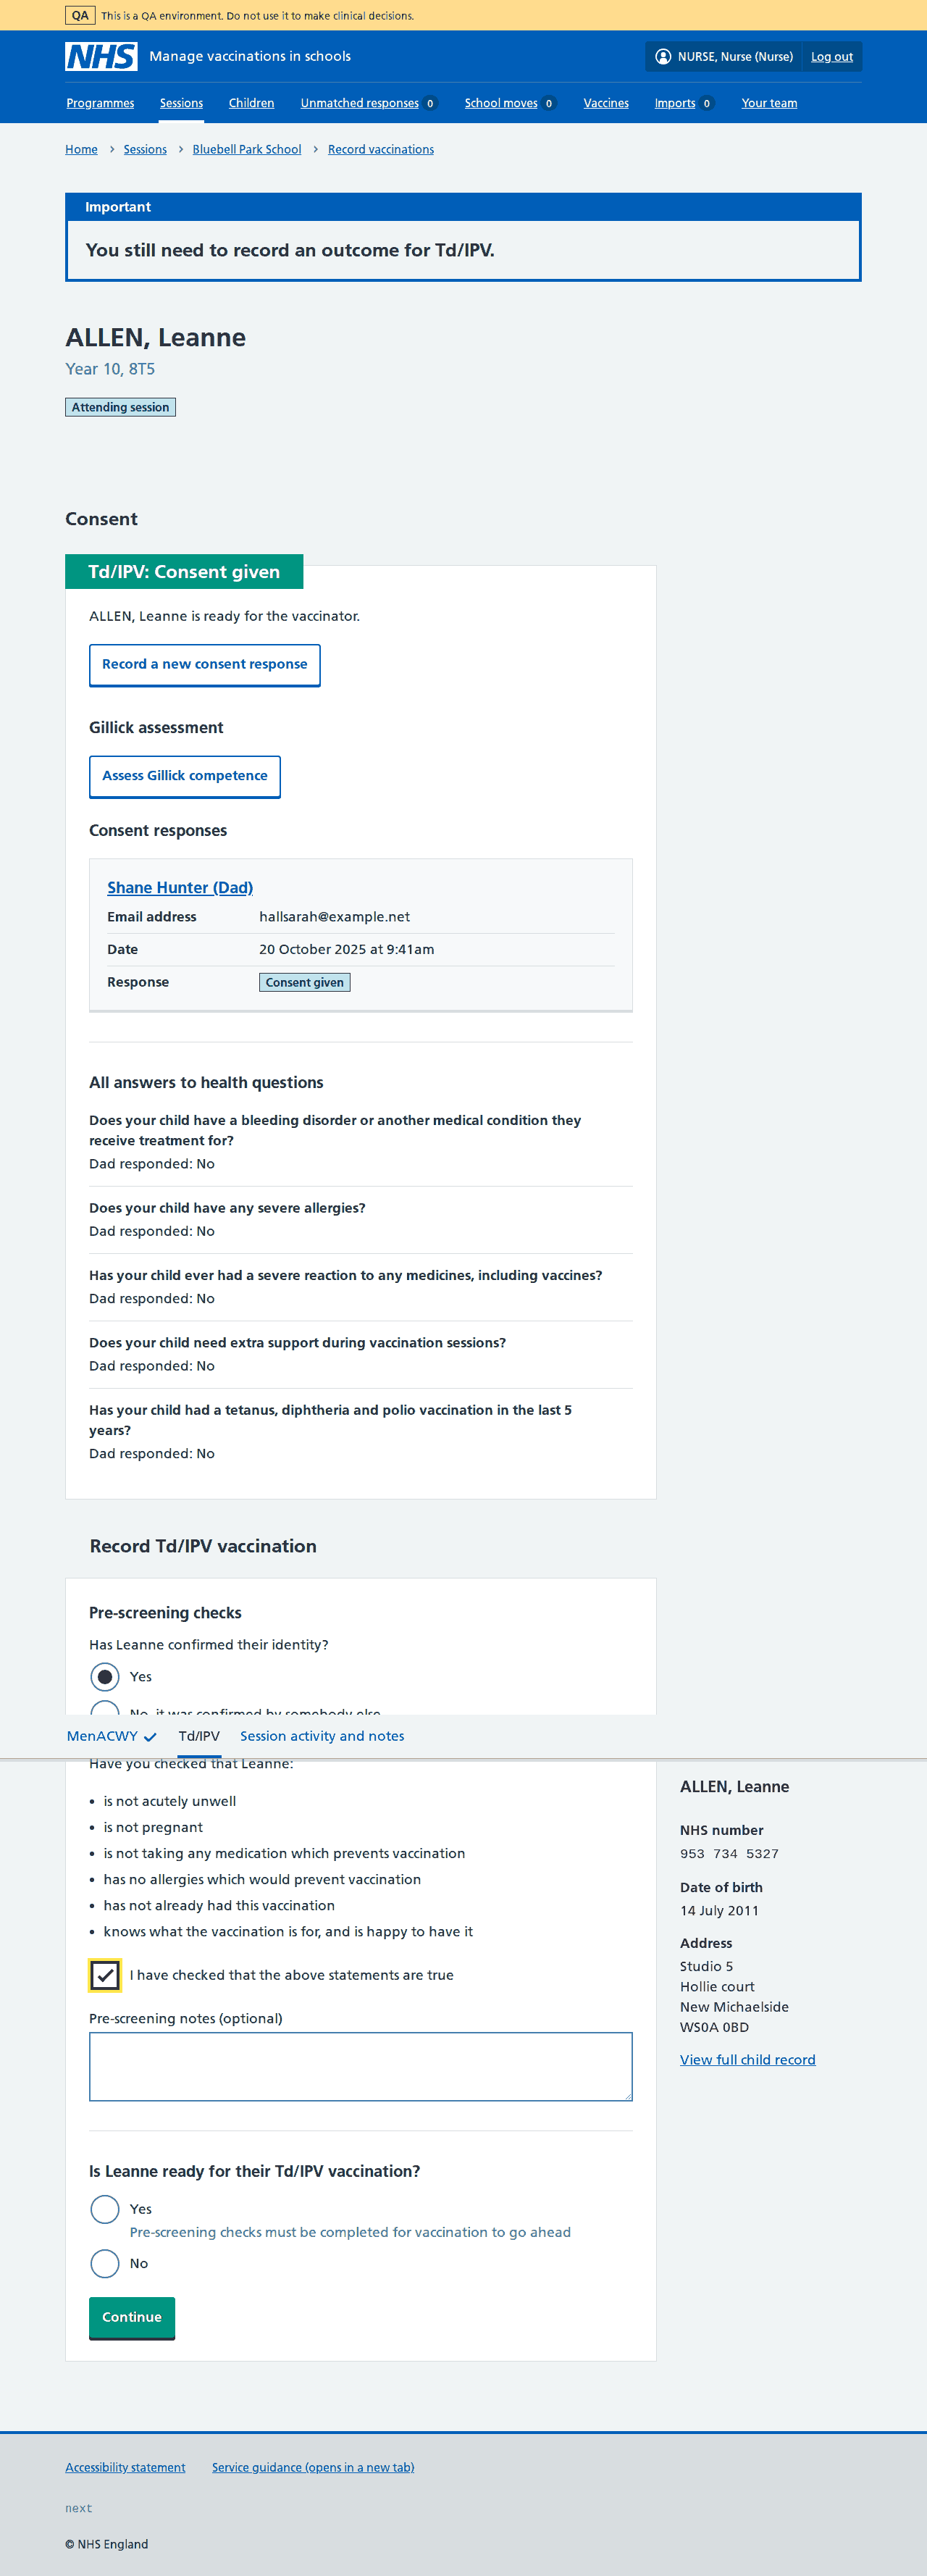 QA This is a QA environment. Do not use it to make clinical decisions.
NHS Manage vaccinations in schools NURSE, Nurse (Nurse) Log out
Programmes Sessions Children Unmatched responses 0 School moves 0 Vaccines Imports 0 Your team
Home Sessions Bluebell Park School Record vaccinations
Important
You still need to record an outcome for Td/IPV.
ALLEN, Leanne
Year 10, 8T5
Attending session
Consent
Td/IPV: Consent given
ALLEN, Leanne is ready for the vaccinator.
Record a new consent response
Gillick assessment
Assess Gillick competence
Consent responses
Shane Hunter (Dad)
Email address hallsarah@example.net
Date 20 October 2025 at 9:41am
Response Consent given
All answers to health questions
Does your child have a bleeding disorder or another medical condition they
receive treatment for?
Dad responded: No
Does your child have any severe allergies?
Dad responded: No
Has your child ever had a severe reaction to any medicines, including vaccines?
Dad responded: No
Does your child need extra support during vaccination sessions?
Dad responded: No
Has your child had a tetanus, diphtheria and polio vaccination in the last 5
years?
Dad responded: No
Record Td/IPV vaccination
Pre-screening checks
Has Leanne confirmed their identity?
Yes
No, it was confirmed by somebody else
MenACWY Td/IPV Session activity and notes
Have you checked that Leanne:
is not acutely unwell
is not pregnant
is not taking any medication which prevents vaccination
has no allergies which would prevent vaccination
has not already had this vaccination
knows what the vaccination is for, and is happy to have it
I have checked that the above statements are true
Pre-screening notes (optional)
Is Leanne ready for their Td/IPV vaccination?
Yes
Pre-screening checks must be completed for vaccination to go ahead
No
Continue
ALLEN, Leanne
NHS number
953 734 5327
Date of birth
14 July 2011
Address
Studio 5
Hollie court
New Michaelside
WS0A 0BD
View full child record
Accessibility statement Service guidance (opens in a new tab)
next
© NHS England